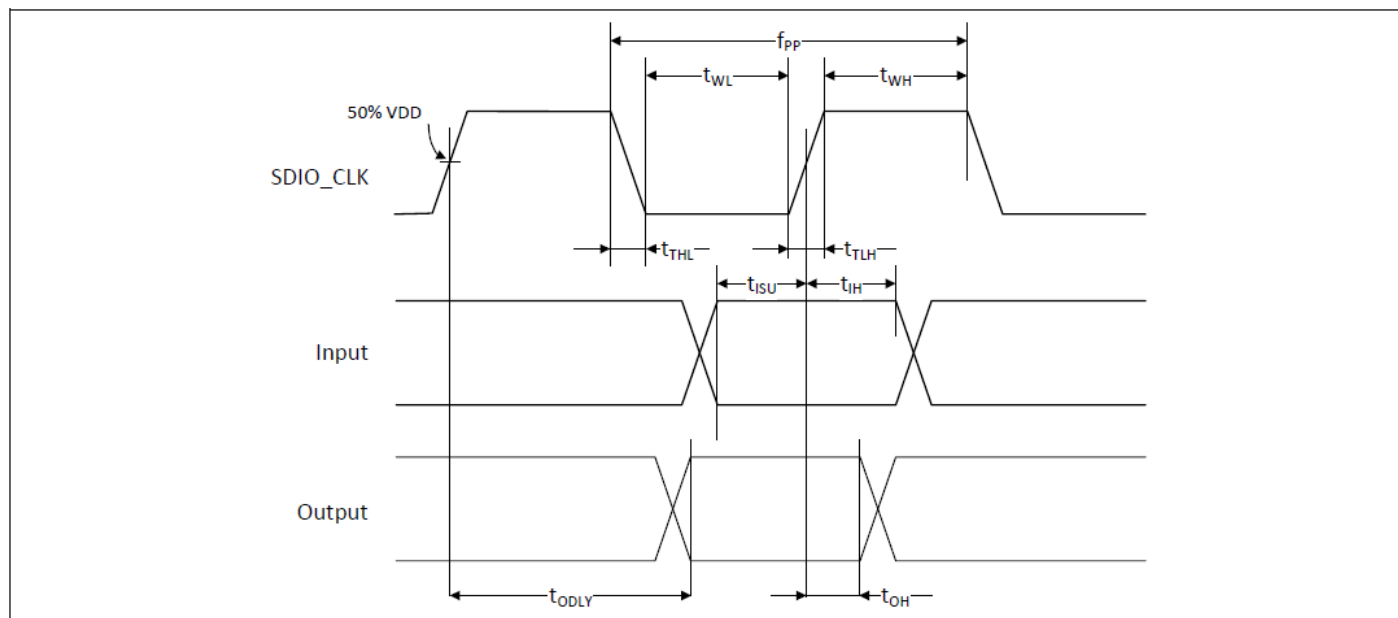 fPP
tWL
tWH
50% VDD
SDIO_CLK
tTHL
tTLH
tISU
tIH
Input
Output
tODLY
tOH